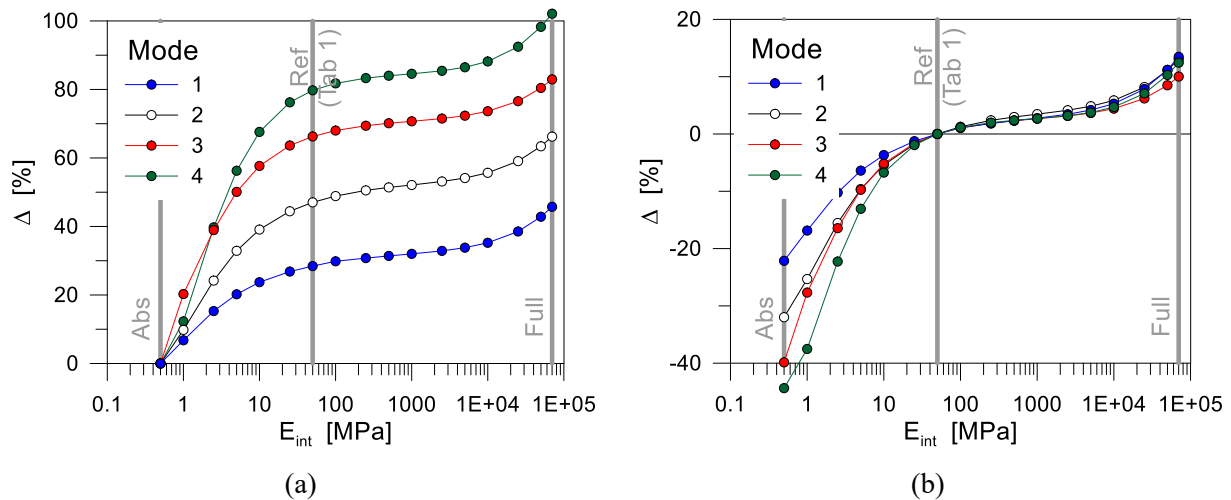 100
80
60
40
20
0
Δ [%]
Mode
1
2
3
4
Abs
Ref
(Tab 1)
Full
0.1 1 10 100 1000 1E+04 1E+05
E_int [MPa]
(a)
20
0
-20
-40
Δ [%]
Mode
1
2
3
4
Abs
Ref
(Tab 1)
Full
0.1 1 10 100 1000 1E+04 1E+05
E_int [MPa]
(b)